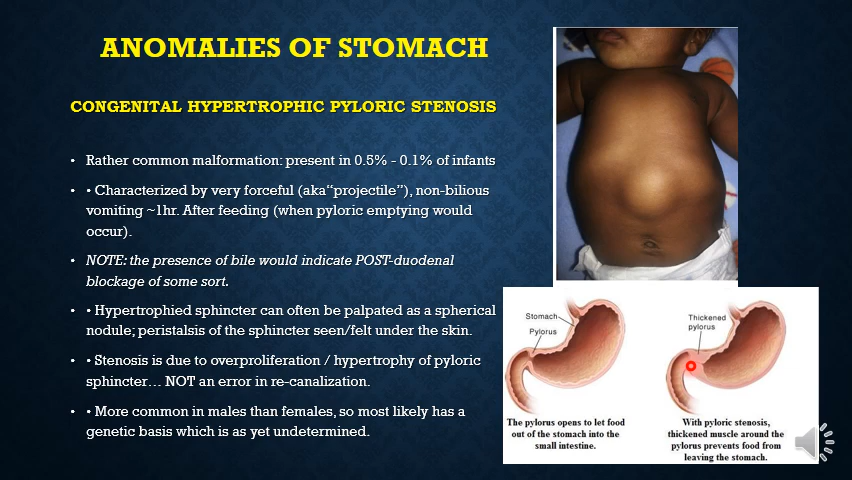 ANOMALIES OF STOMACH
CONGENITAL HYPERTROPHIC PYLORIC STENOSIS
• Rather common malformation: present in 0.5% - 0.1% of infants
• • Characterized by very forceful (aka“projectile”), non-bilious
vomiting ~1hr. After feeding (when pyloric emptying would
occur).
• NOTE: the presence of bile would indicate POST-duodenal
blockage of some sort.
• • Hypertrophied sphincter can often be palpated as a spherical
nodule; peristalsis of the sphincter seen/felt under the skin.
• • Stenosis is due to overproliferation / hypertrophy of pyloric
sphincter… NOT an error in re-canalization.
• • More common in males than females, so most likely has a
genetic basis which is as yet undetermined.
Stomach
Pylorus
The pylorus opens to let food
out of the stomach into the
small intestine.
Thickened
pylorus
With pyloric stenosis,
thickened muscle around the
pylorus prevents food from
leaving the stomach.